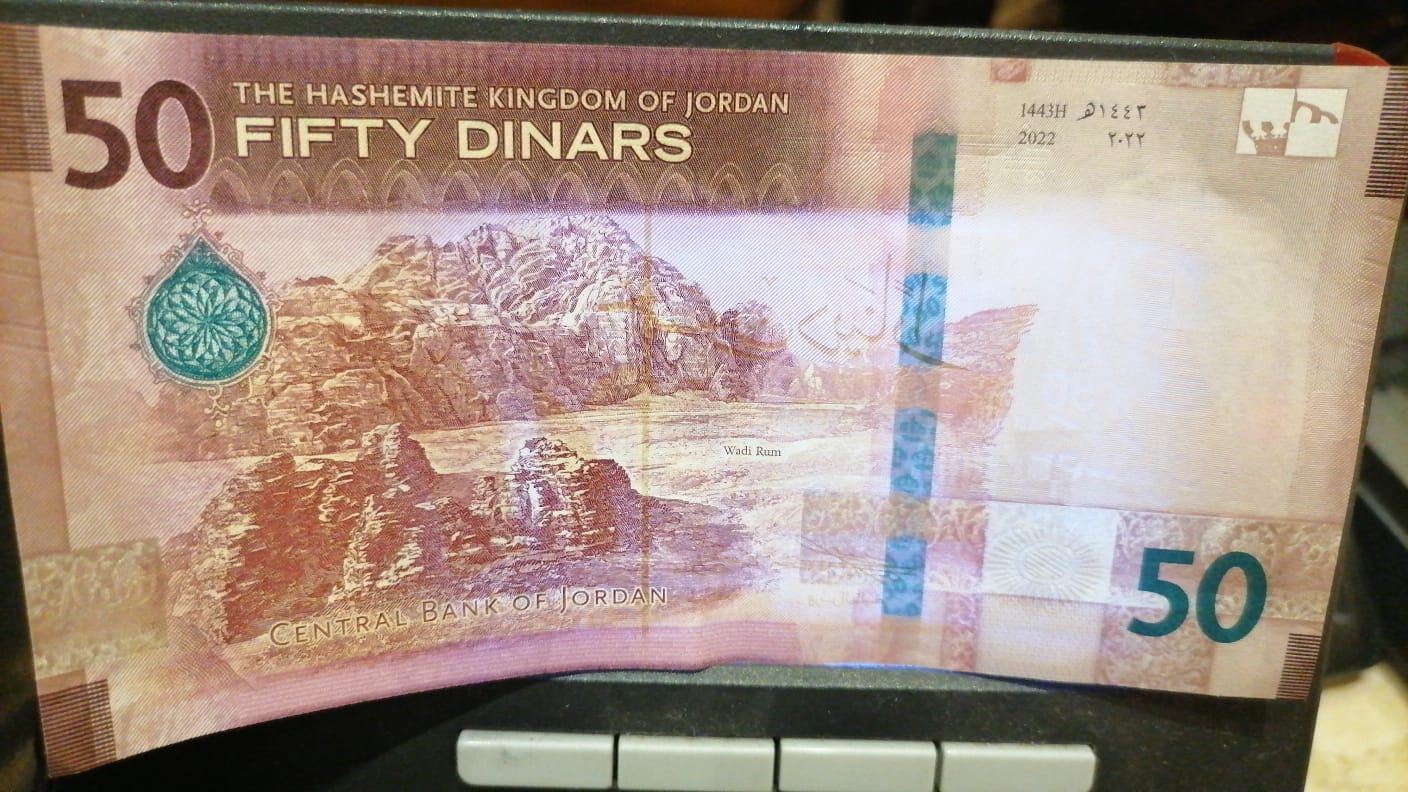 50
THE HASHEMITE KINGDOM OF JORDAN
FIFTY DINARS
1443H ١٤٤٣هـ
2022 ٢٠٢٢
Wadi Rum
CENTRAL BANK OF JORDAN
50